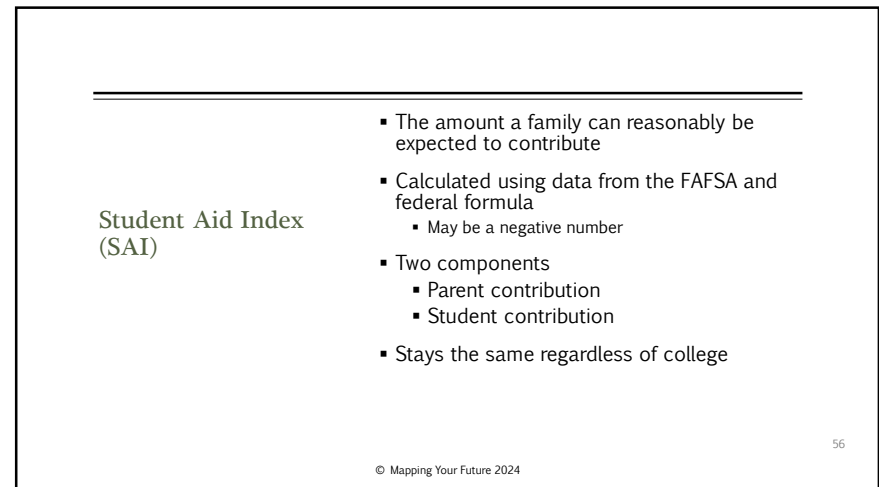 Student Aid Index
(SAI)
▪ The amount a family can reasonably be
expected to contribute
▪ Calculated using data from the FAFSA and
federal formula
▪ May be a negative number
▪ Two components
▪ Parent contribution
▪ Student contribution
▪ Stays the same regardless of college
56
© Mapping Your Future 2024